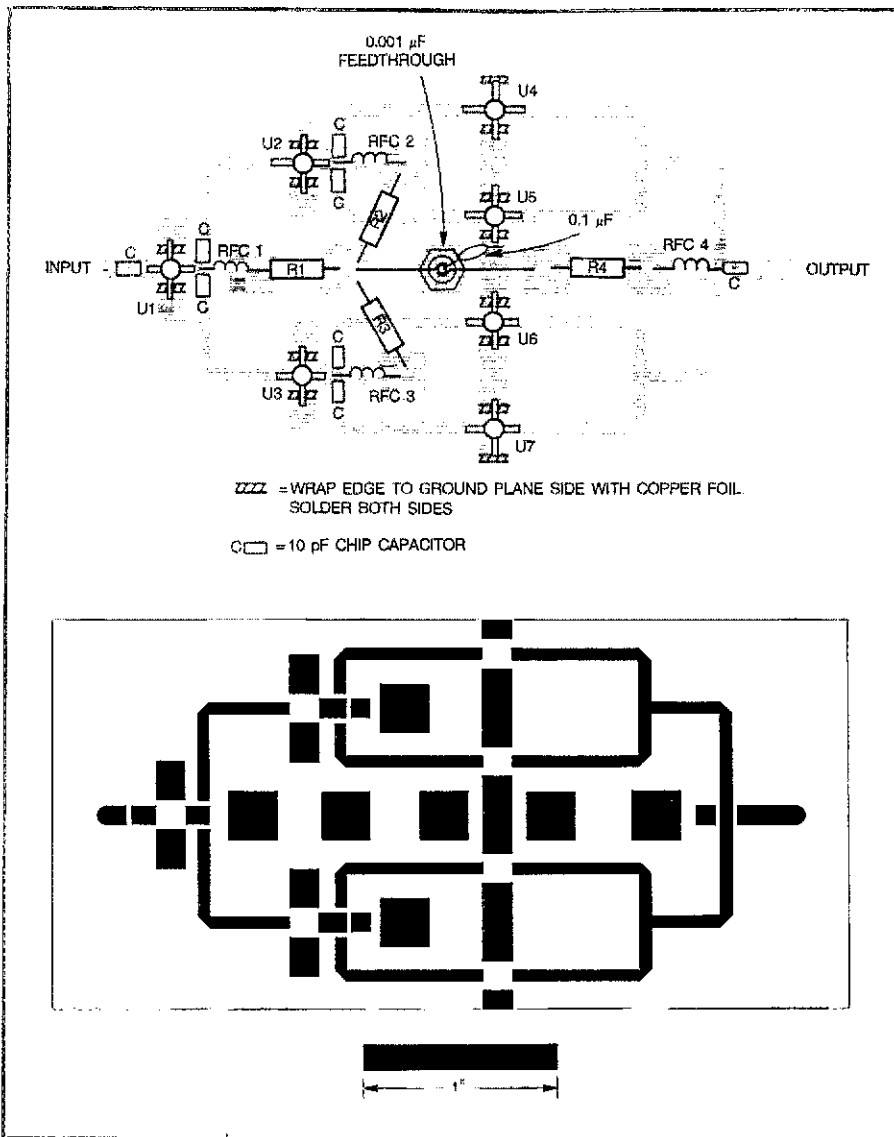 0.001 µF
FEEDTHROUGH
U4
C
U2
RFC 2
C
R2
U5
0.1 µF
C
C
RFC 1
RFC 4
INPUT
R1
R4
OUTPUT
C
U1
C
R3
U6
C
U3
RFC 3
C
U7
= WRAP EDGE TO GROUND PLANE SIDE WITH COPPER FOIL.
SOLDER BOTH SIDES
C = 10 pF CHIP CAPACITOR
1"